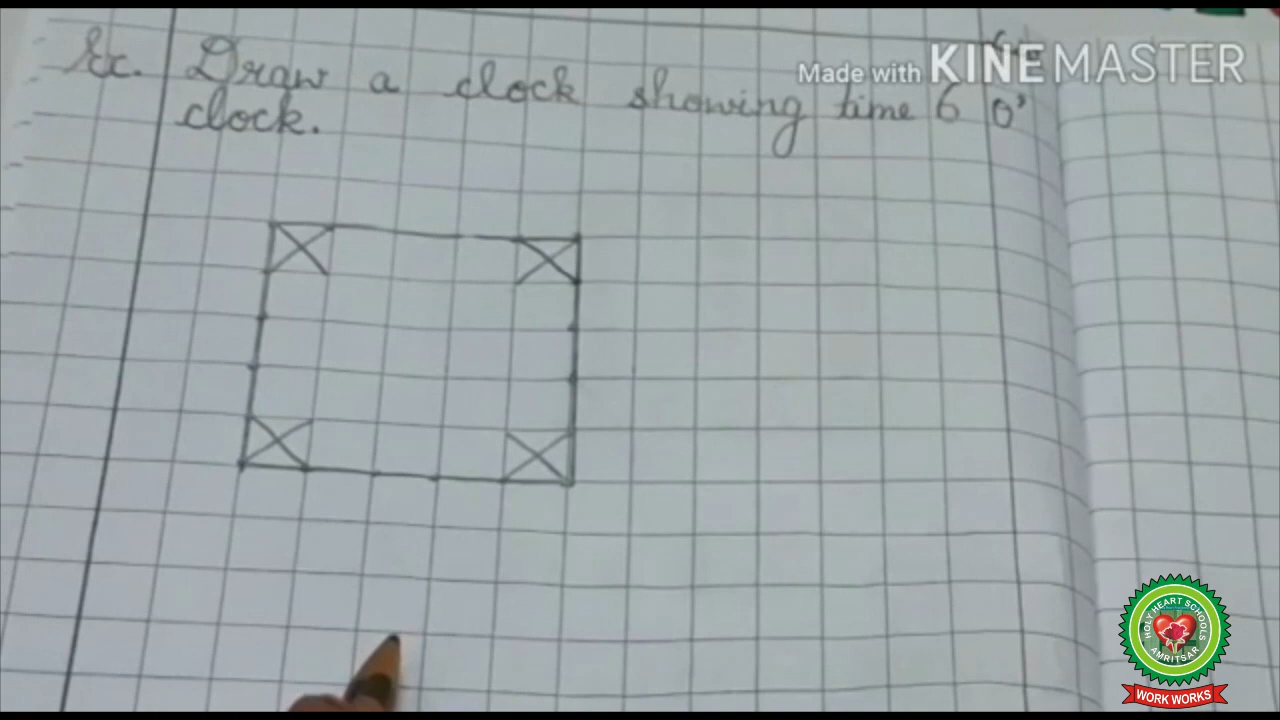 Ex. Draw a clock showing time 6 O'
clock.
Made with KINEMASTER
HOLY HEART SCHOOLS
AMRITSAR
WORK WORKS